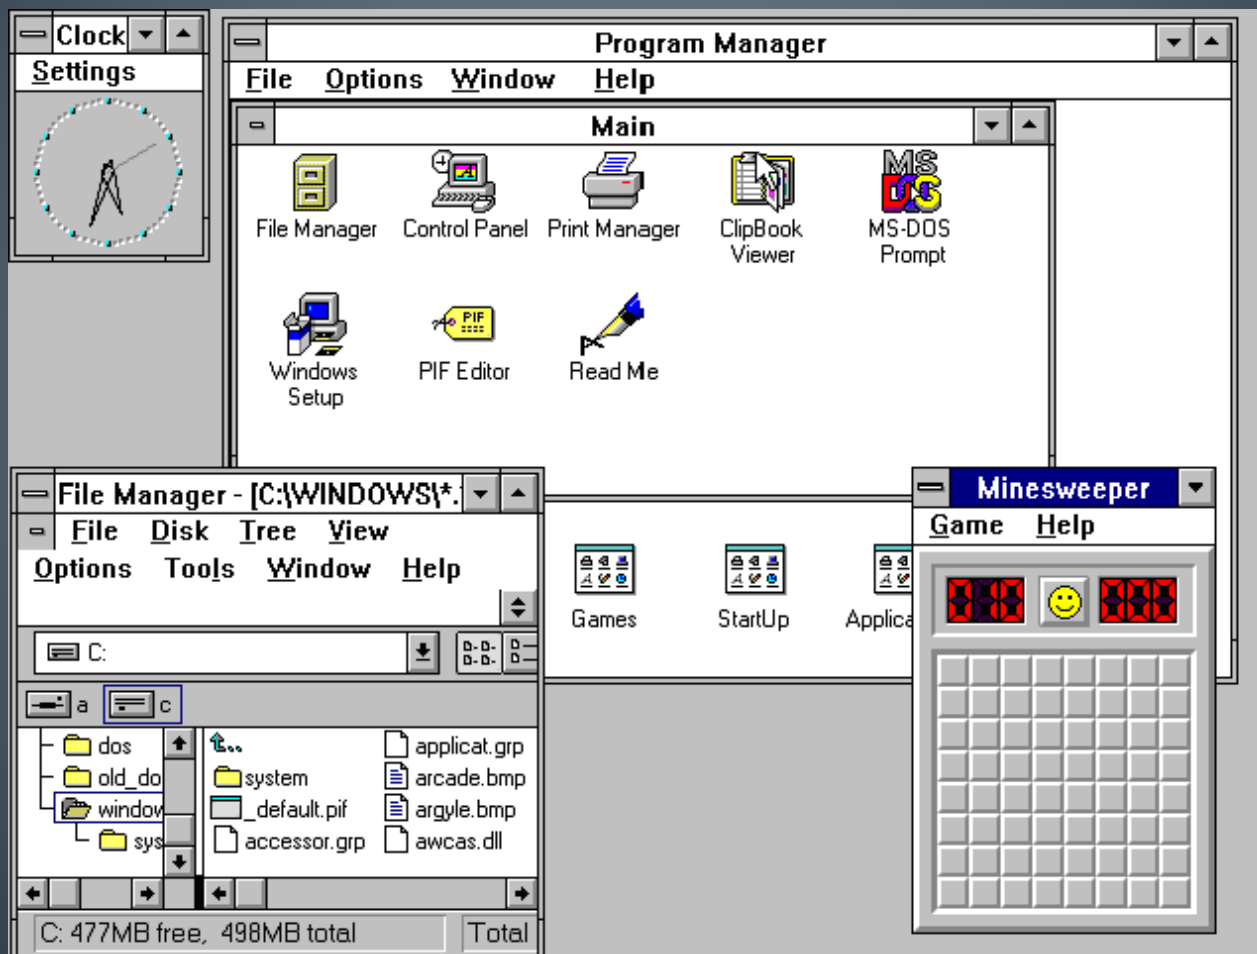 Clock
Settings
Program Manager
File Options Window Help
Main
File Manager
Control Panel
Print Manager
ClipBook
Viewer
MS-DOS
Prompt
MS
DOS
Windows
Setup
PIF
PIF Editor
Read Me
File Manager - [C:\WINDOWS\*.
File Disk Tree View
Options Tools Window Help
C:
a
c
dos
old_do
window
sys
system
_default.pif
accessor.grp
applicat.grp
arcade.bmp
argyle.bmp
awcas.dll
C: 477MB free, 498MB total
Total
Games
StartUp
Applica
Minesweeper
Game Help